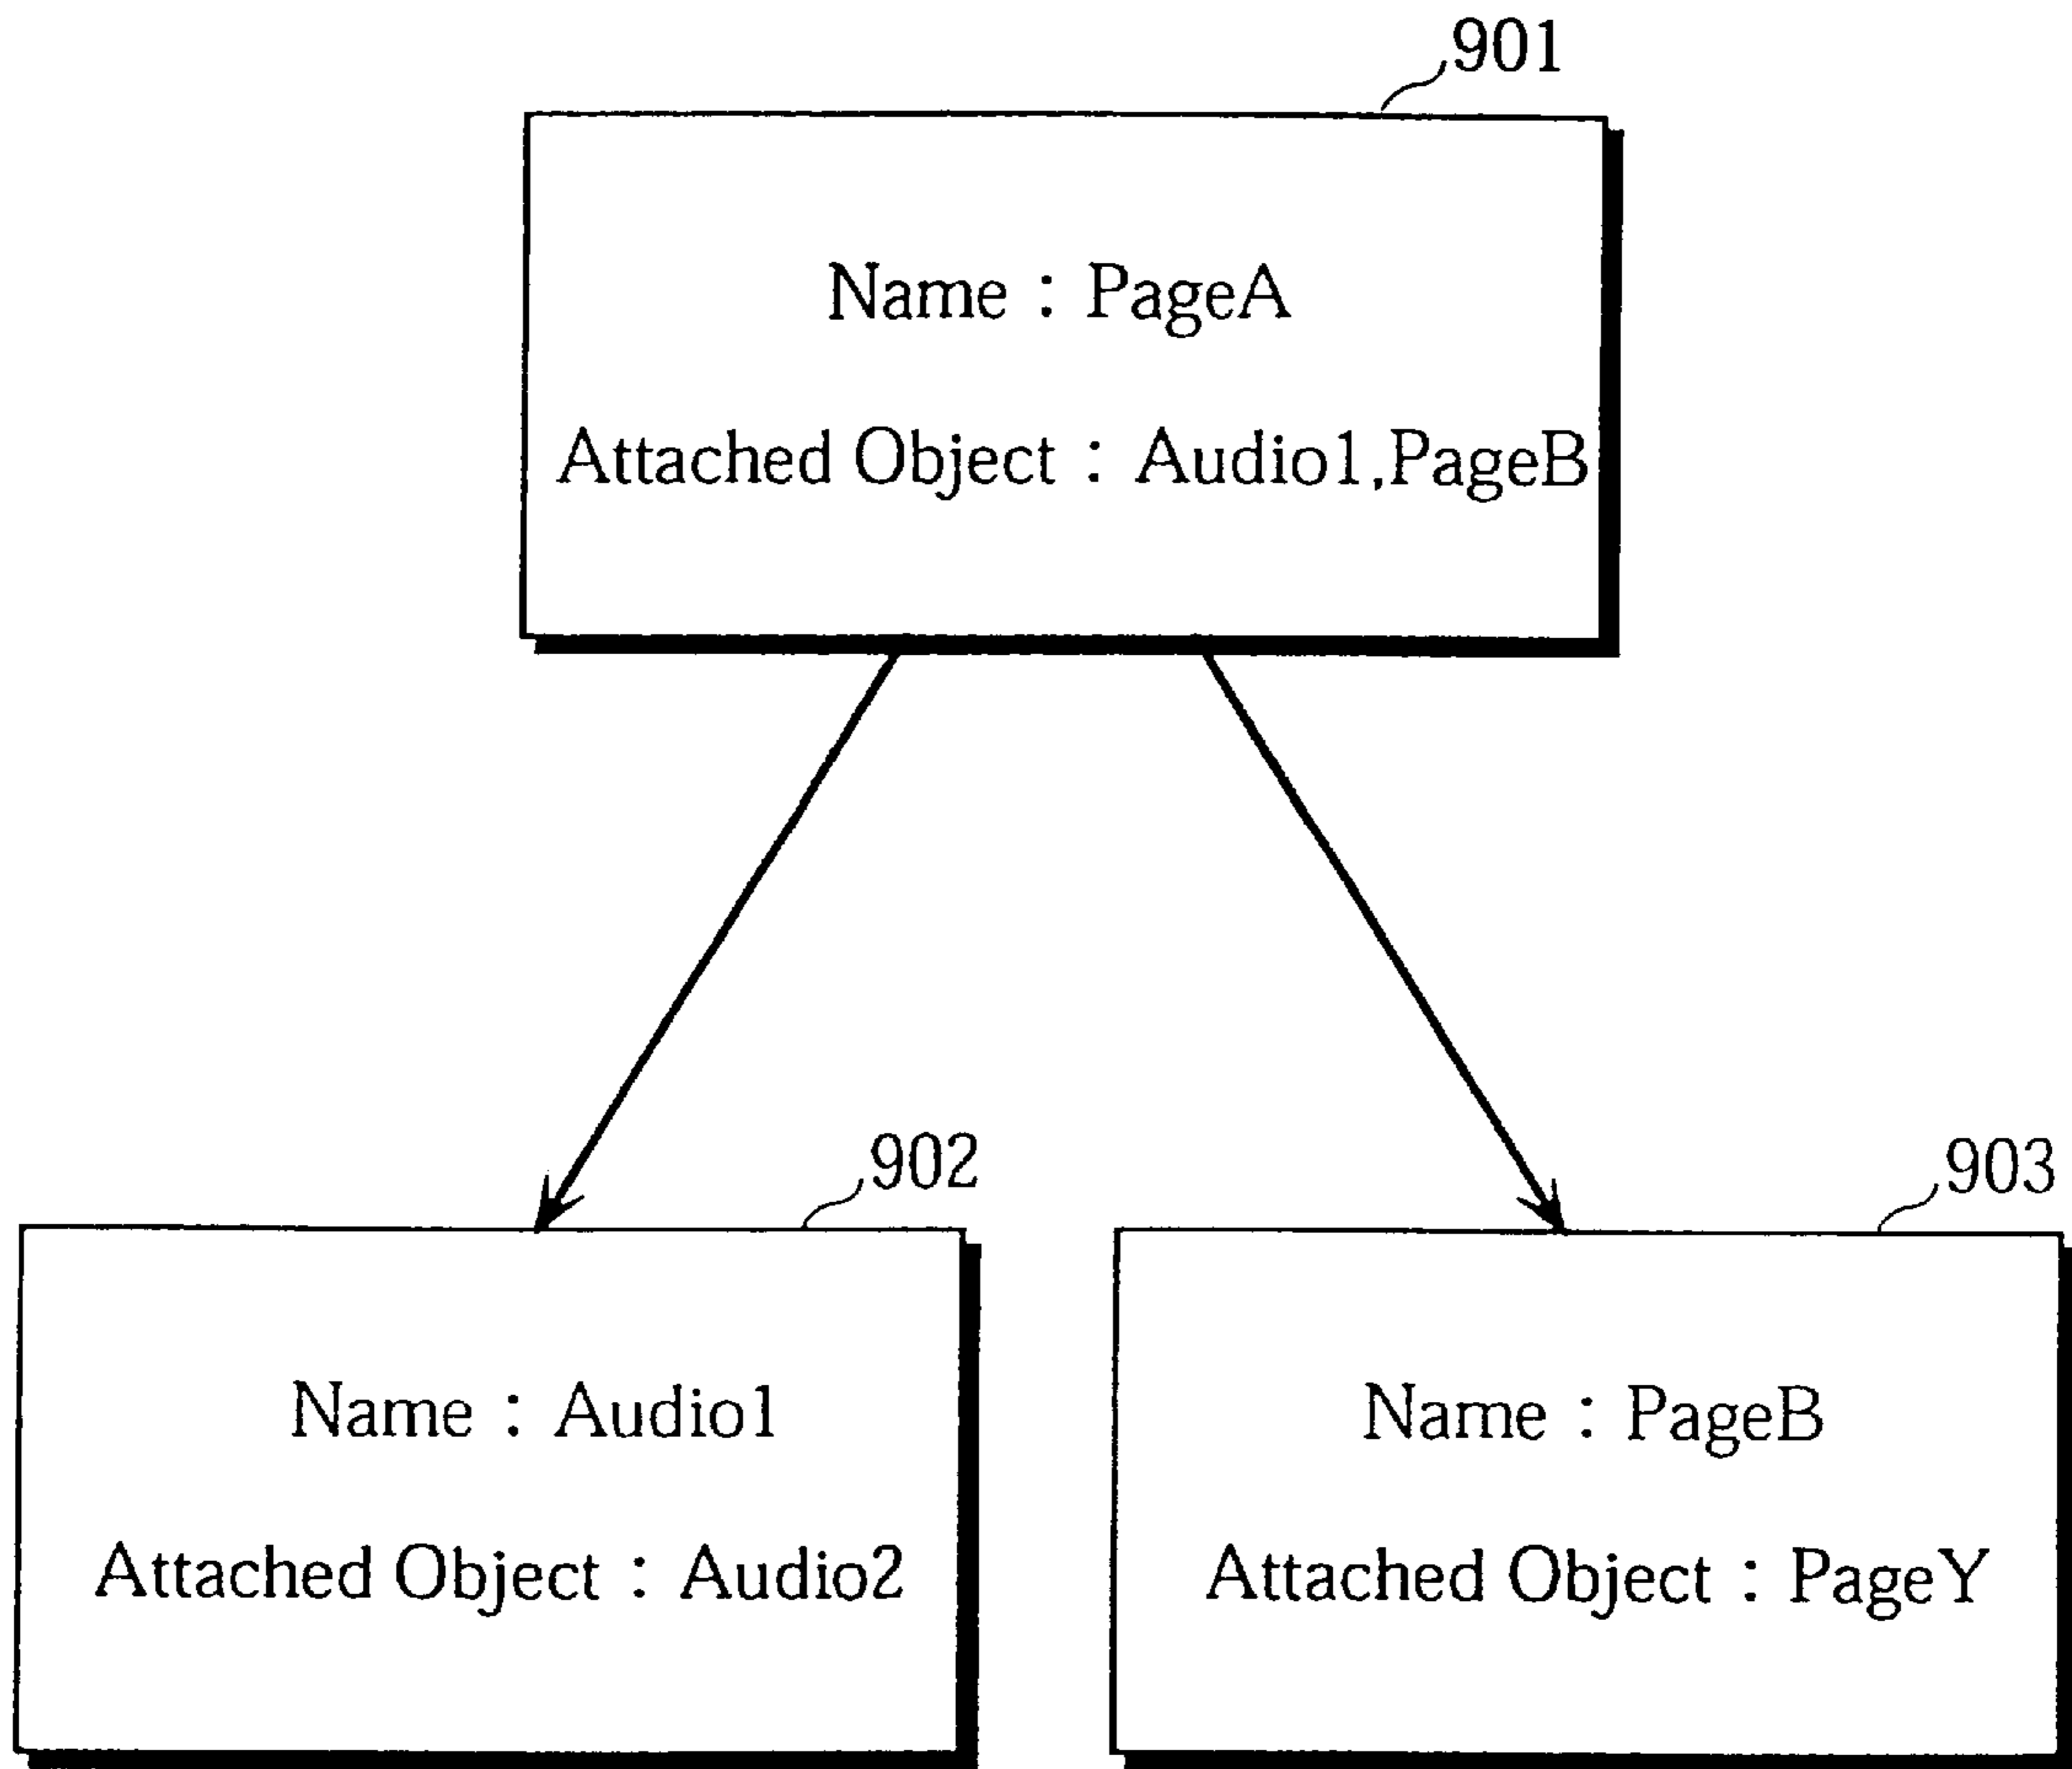 901
Name : PageA
Attached Object : Audio1,PageB
902
903
Name : Audio1
Attached Object : Audio2
Name : PageB
Attached Object : PageY